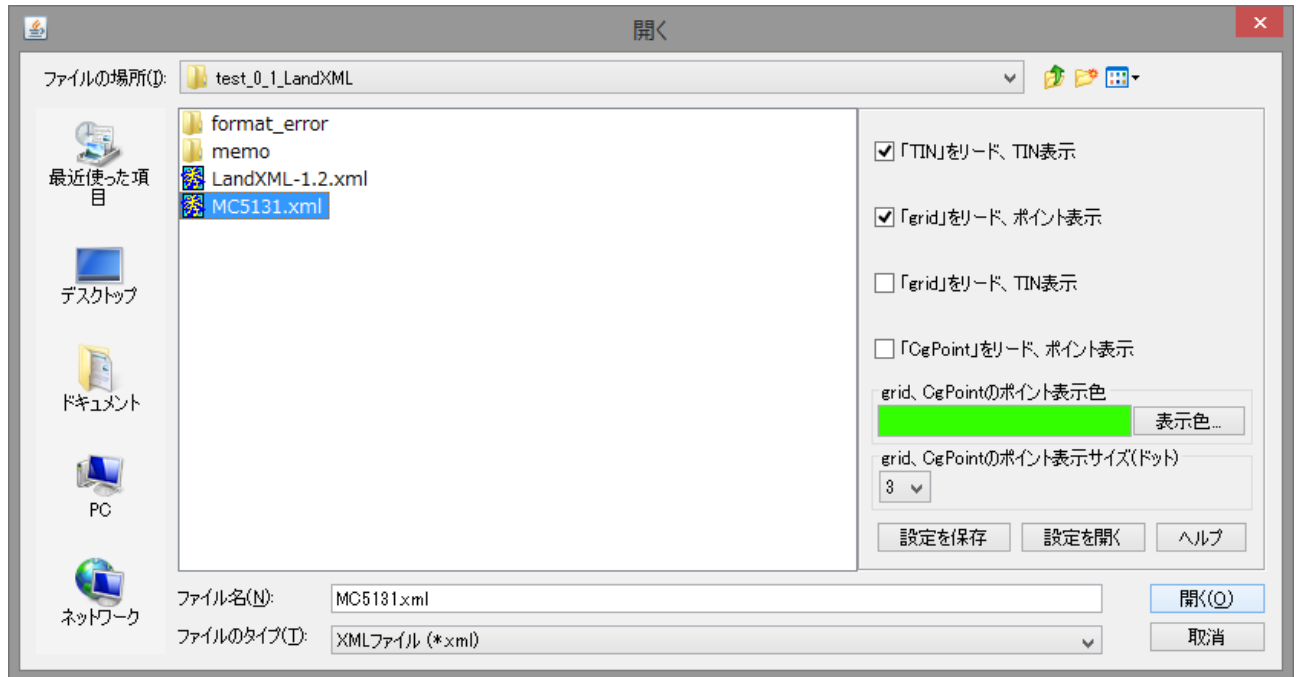 開く
ファイルの場所(I):
test_0_1_LandXML
最近使った項
目
デスクトップ
ドキュメント
PC
ネットワーク
format_error
memo
LandXML-1.2.xml
MC5131.xml
「TIN」をリード、TIN表示
「grid」をリード、ポイント表示
「grid」をリード、TIN表示
「CgPoint」をリード、ポイント表示
grid、CgPointのポイント表示色
表示色...
grid、CgPointのポイント表示サイズ(ドット)
3
設定を保存
設定を開く
ヘルプ
ファイル名(N):
MC5131.xml
開く(O)
ファイルのタイプ(T):
XMLファイル (*.xml)
取消